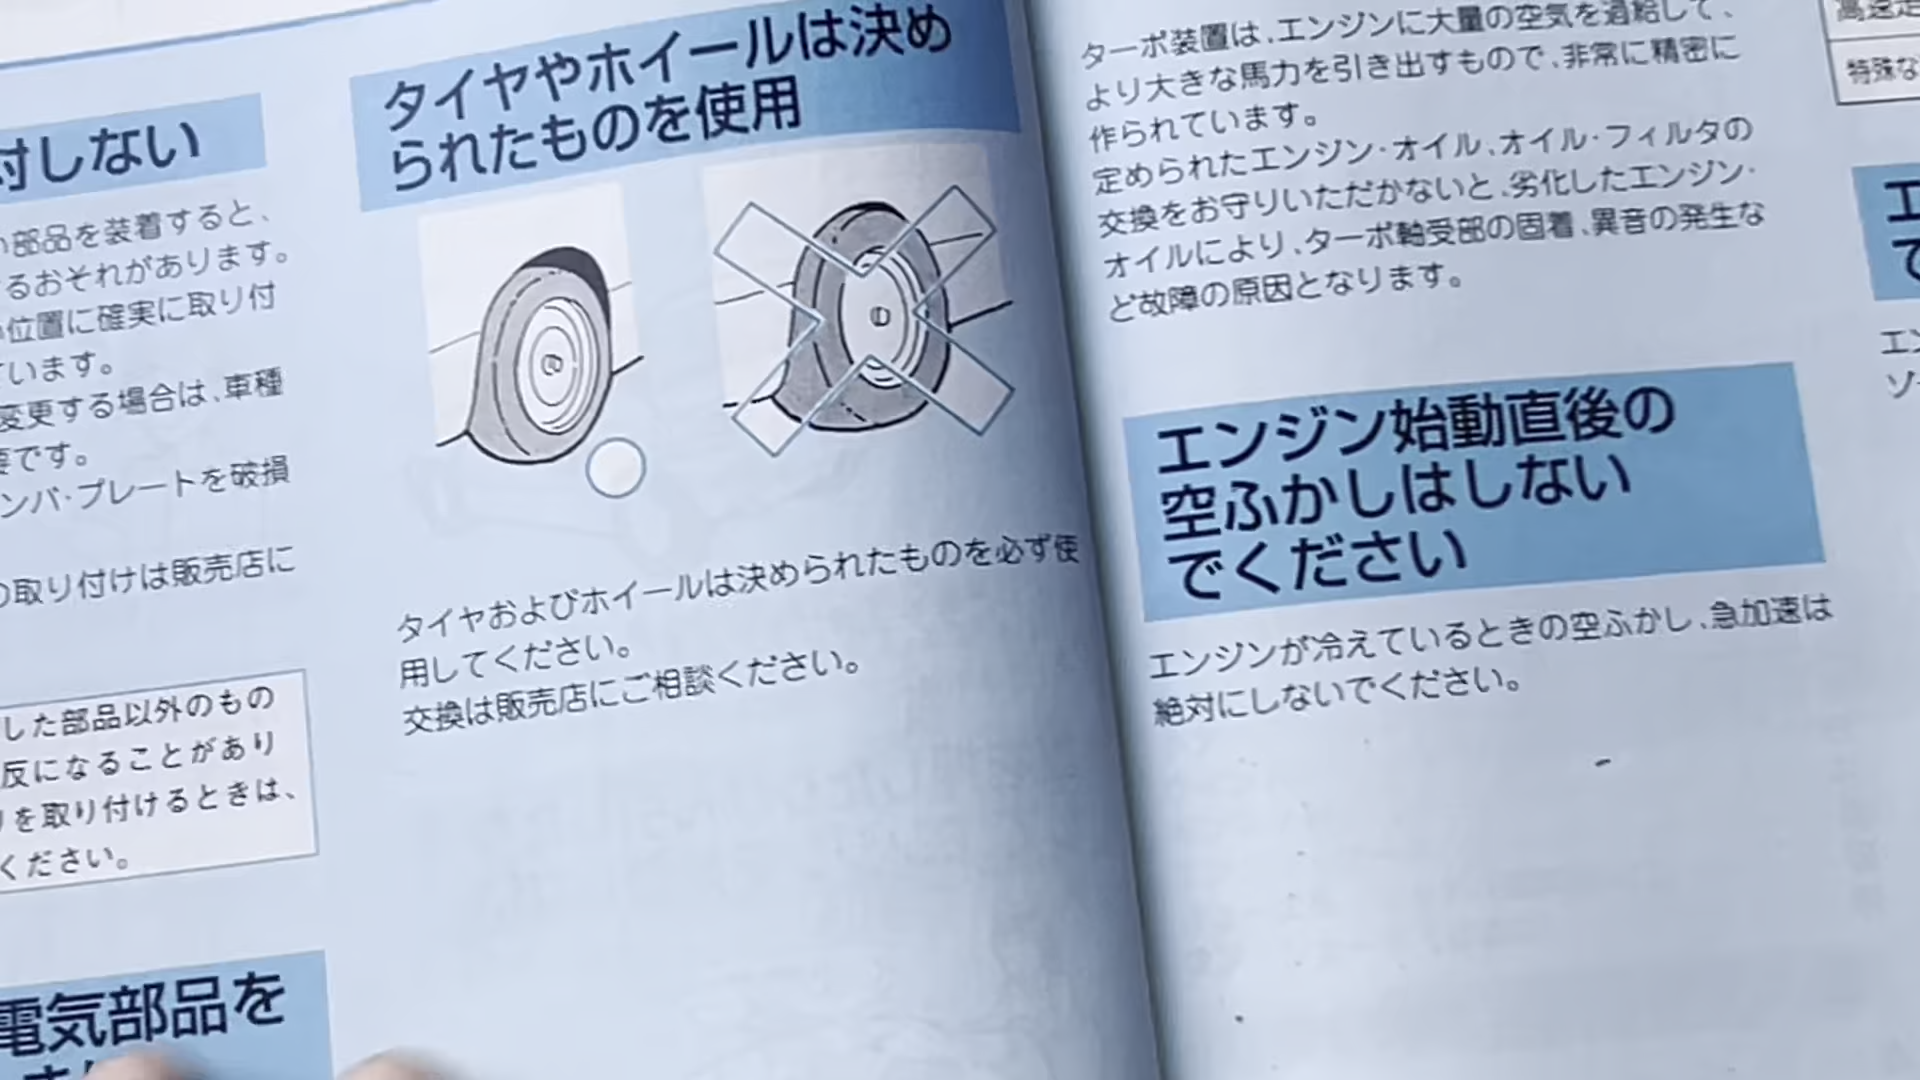 対しない
部品を装着すると、
るおそれがあります。
位置に確実に取り付
います。
変更する場合は、車種
要です。
ンバ・プレートを破損
の取り付けは販売店に
した部品以外のもの
反になることがあり
を取り付けるときは、
ください。
電気部品を
タイヤやホイールは決め
られたものを使用
タイヤおよびホイールは決められたものを必ず使
用してください。
交換は販売店にご相談ください。
ターボ装置は、エンジンに大量の空気を過給して、
より大きな馬力を引き出すもので、非常に精密に
作られています。
定められたエンジン・オイル、オイル・フィルタの
交換をお守りいただかないと、劣化したエンジン・
オイルにより、ターボ軸受部の固着、異音の発生な
ど故障の原因となります。
エンジン始動直後の
空ふかしはしない
でください
エンジンが冷えているときの空ふかし、急加速は
絶対にしないでください。
高速走
特殊な
エ
て
エン
ソ